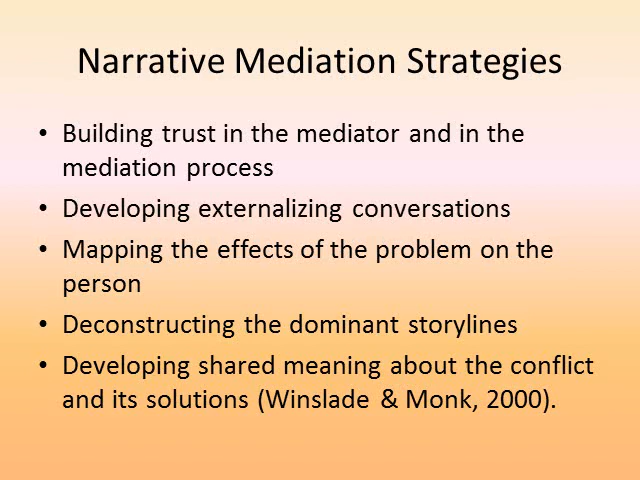 Narrative Mediation Strategies
• Building trust in the mediator and in the
mediation process
• Developing externalizing conversations
• Mapping the effects of the problem on the
person
• Deconstructing the dominant storylines
• Developing shared meaning about the conflict
and its solutions (Winslade & Monk, 2000).